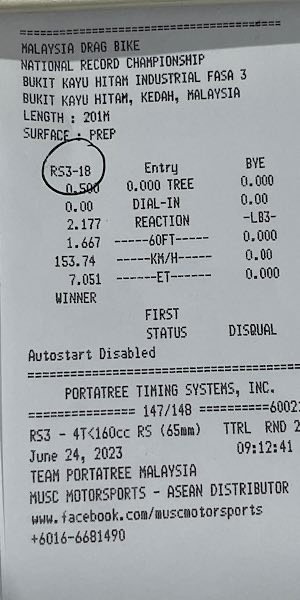 ========================================
MALAYSIA DRAG BIKE
NATIONAL RECORD CHAMPIONSHIP
BUKIT KAYU HITAM INDUSTRIAL FASA 3
BUKIT KAYU HITAM, KEDAH, MALAYSIA
LENGTH : 201M
SURFACE : PREP
RS3-18 Entry BYE
0.500 0.000 TREE 0.000
0.00 DIAL-IN 0.00
2.177 REACTION -LB3-
1.667 -----60FT----- 0.000
153.74 -----KM/H----- 0.00
7.051 ------ET------ 0.000
WINNER
FIRST
STATUS DISQUAL
Autostart Disabled
========================================
PORTATREE TIMING SYSTEMS, INC.
=============== 147/148 ==========6002
RS3 - 4T<160cc RS (65mm) TTRL RND 2
June 24, 2023 09:12:41
TEAM PORTATREE MALAYSIA
MUSC MOTORSPORTS - ASEAN DISTRIBUTOR
www.facebook.com/muscmotorsports
+6016-6681490